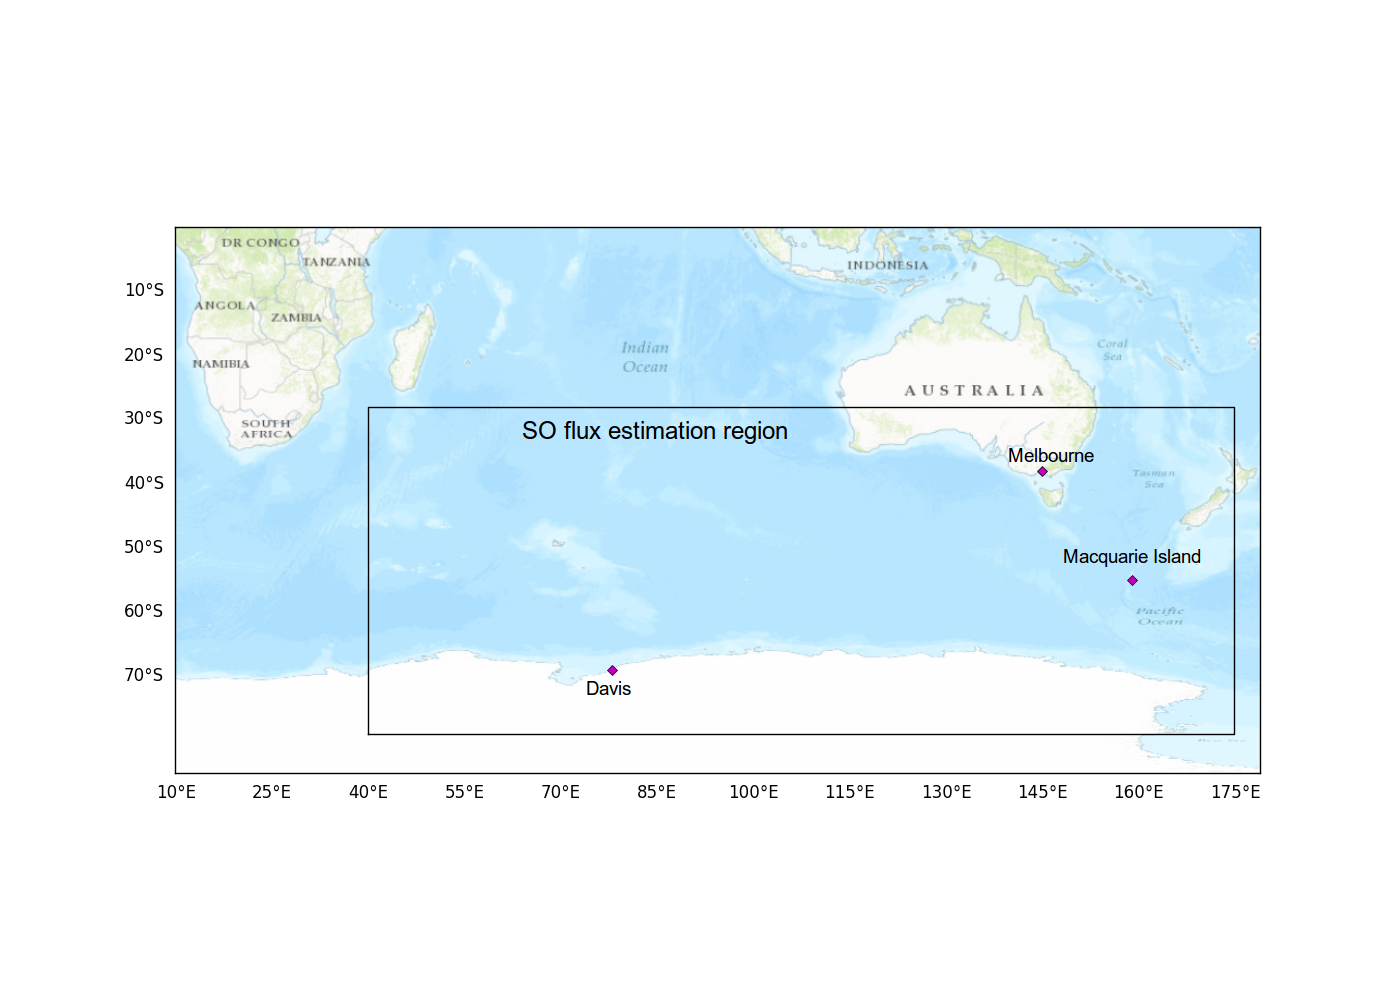 DR CONGO
TANZANIA
INDONESIA
10°S
ANGOLA
ZAMBIA
20°S
Indian
Ocean
Coral
Sea
NAMIBIA
AUSTRALIA
30°S
SOUTH
AFRICA
SO flux estimation region
Melbourne
40°S
Tasman
Sea
50°S
Macquarie Island
60°S
Pacific
Ocean
70°S
Davis
10°E 25°E 40°E 55°E 70°E 85°E 100°E 115°E 130°E 145°E 160°E 175°E